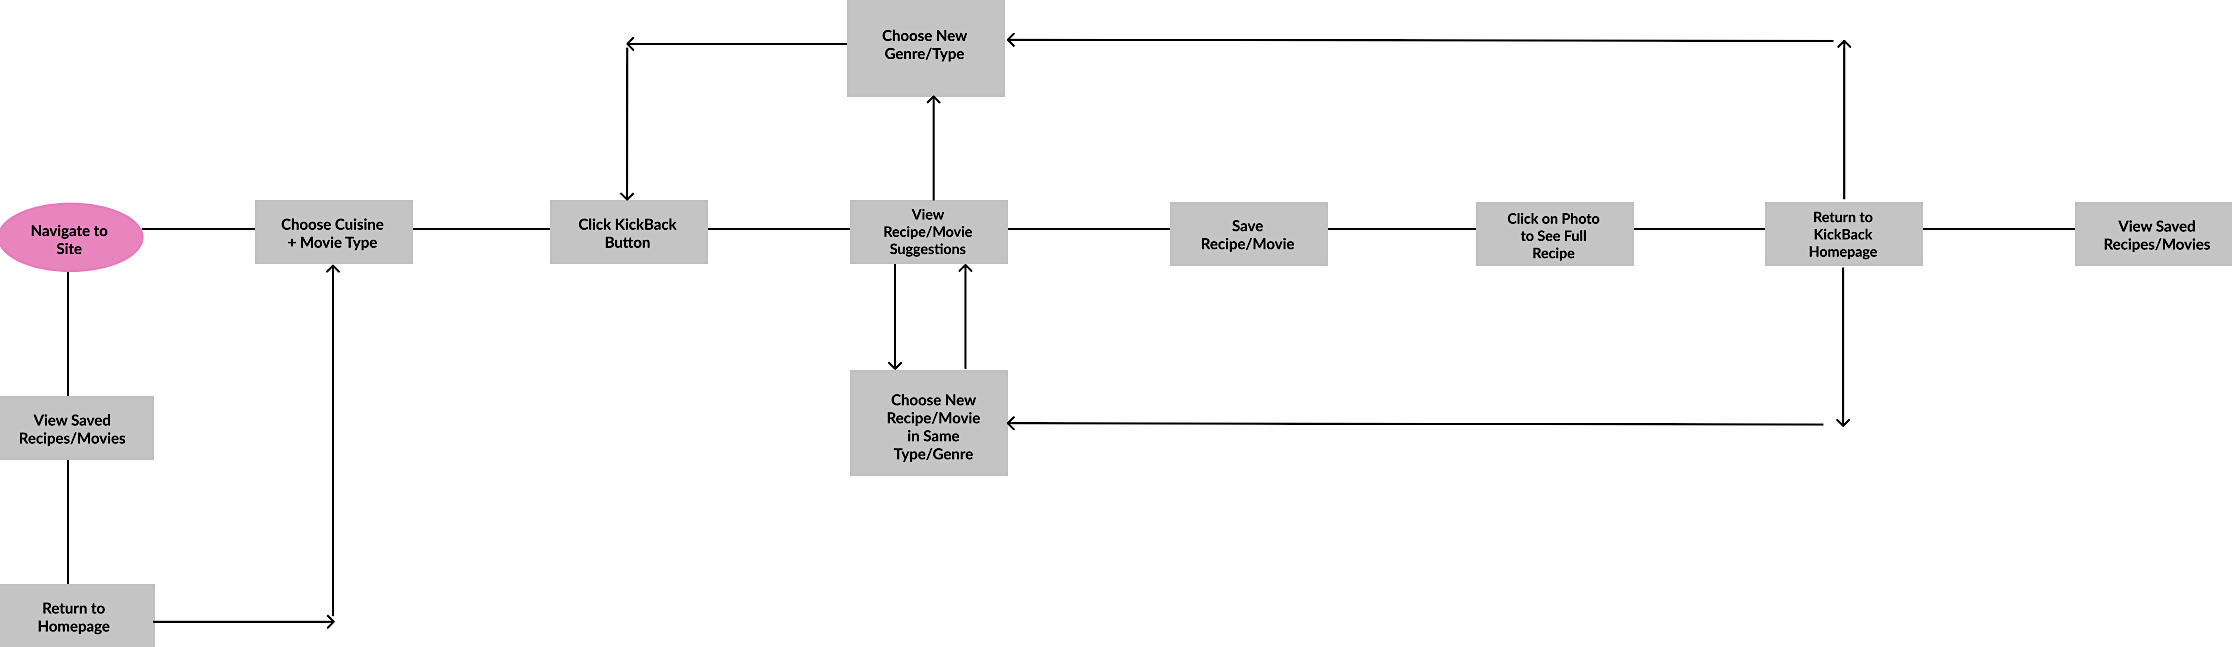 Choose New
Genre/Type
Navigate to
Site
Choose Cuisine
+ Movie Type
Click KickBack
Button
View
Recipe/Movie
Suggestions
Save
Recipe/Movie
Click on Photo
to See Full
Recipe
Return to
KickBack
Homepage
View Saved
Recipes/Movies
Choose New
Recipe/Movie
in Same
Type/Genre
View Saved
Recipes/Movies
Return to
Homepage